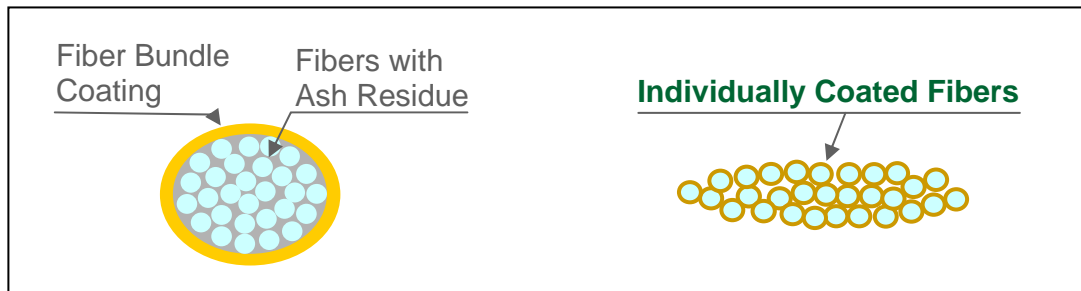 Fiber Bundle
Coating
Fibers with
Ash Residue
Individually Coated Fibers